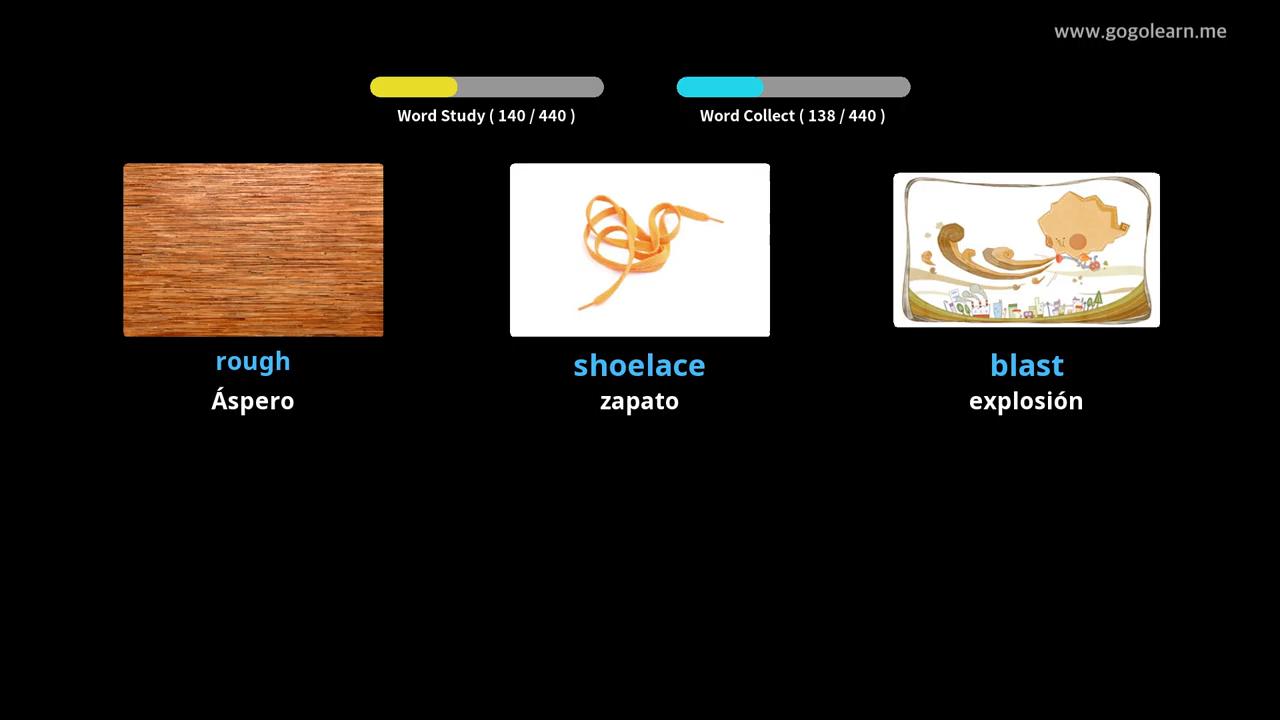 www.gogolearn.me
Word Study ( 140 / 440 )
Word Collect ( 138 / 440 )
rough
Áspero
shoelace
zapato
blast
explosión